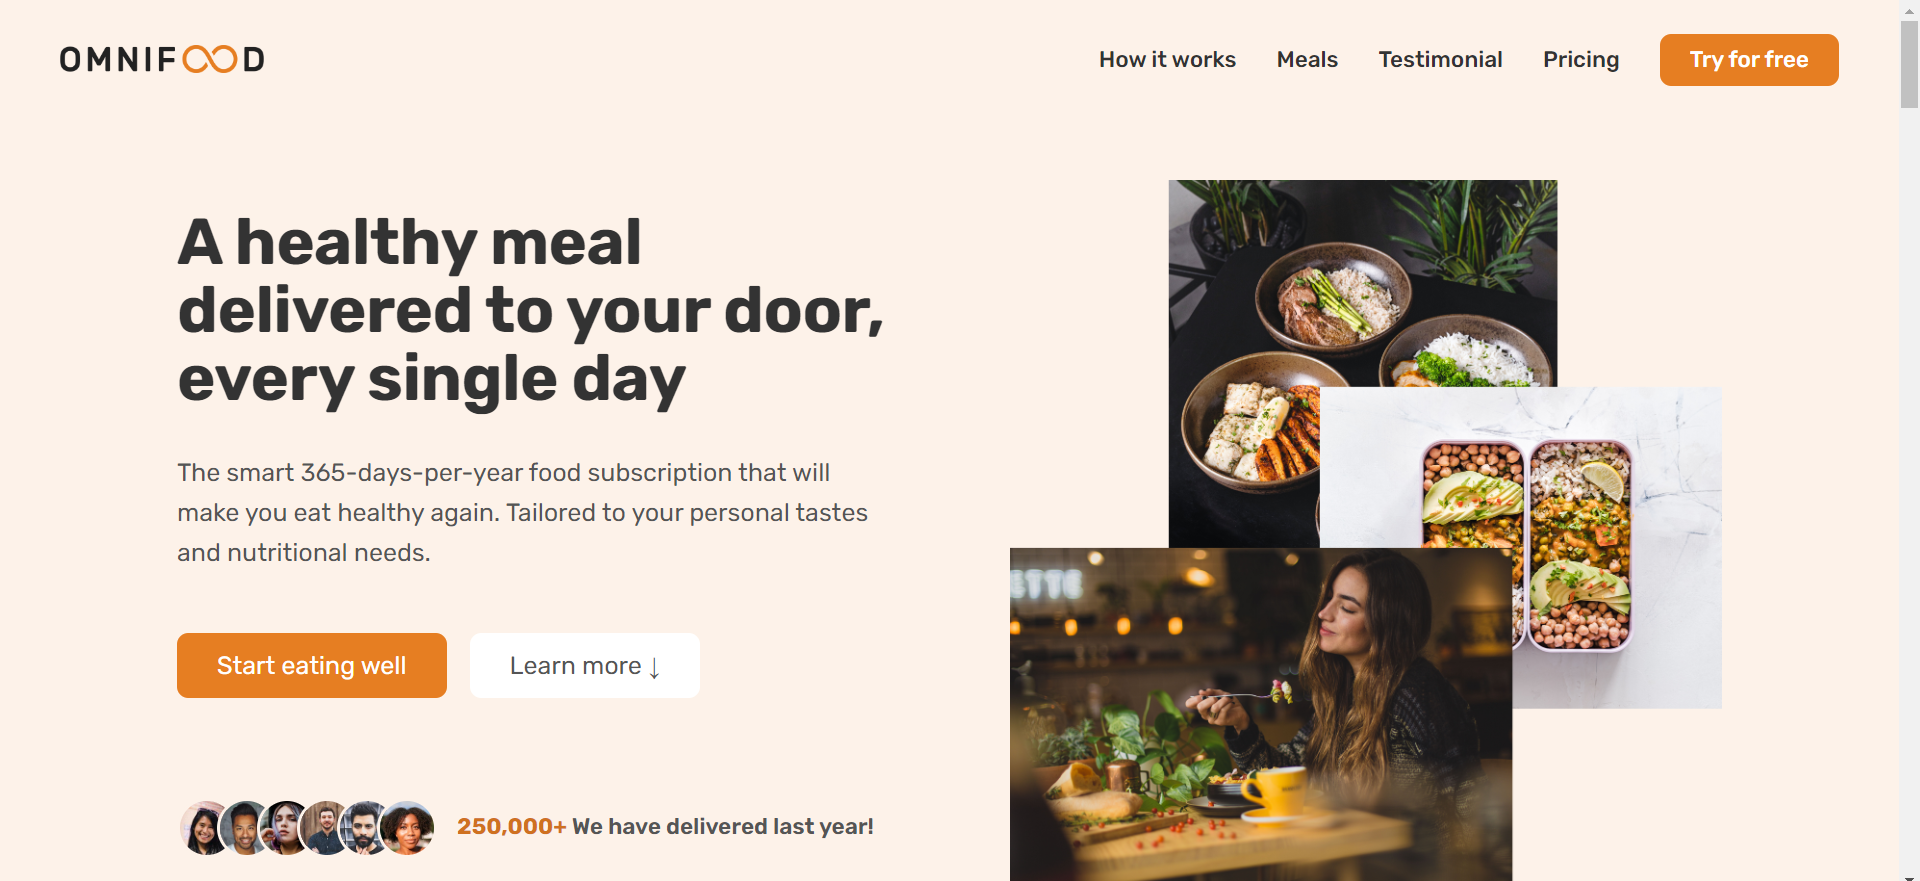 OMNIFOOD
How it works
Meals
Testimonial
Pricing
Try for free
A healthy meal
delivered to your door,
every single day
The smart 365-days-per-year food subscription that will
make you eat healthy again. Tailored to your personal tastes
and nutritional needs.
Start eating well
Learn more ↓
ETTE
250,000+ We have delivered last year!